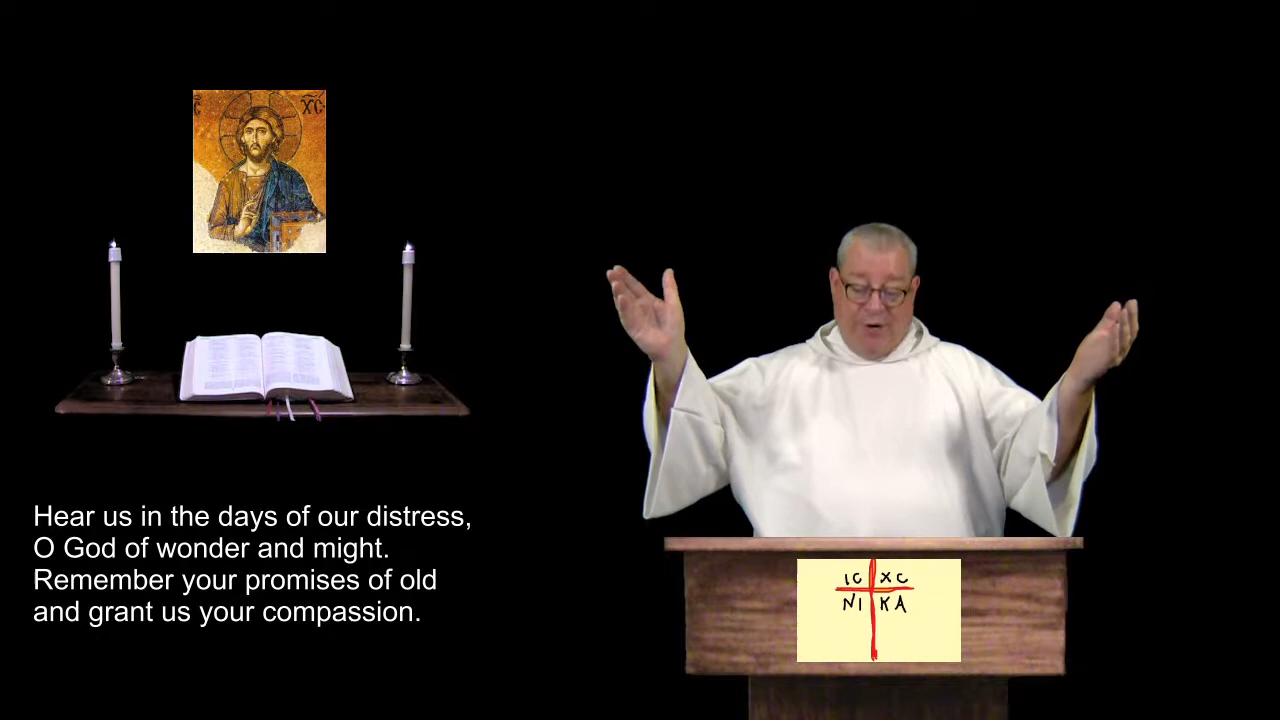 C XC
Hear us in the days of our distress,
O God of wonder and might.
Remember your promises of old
and grant us your compassion.
IC XC
NI KA